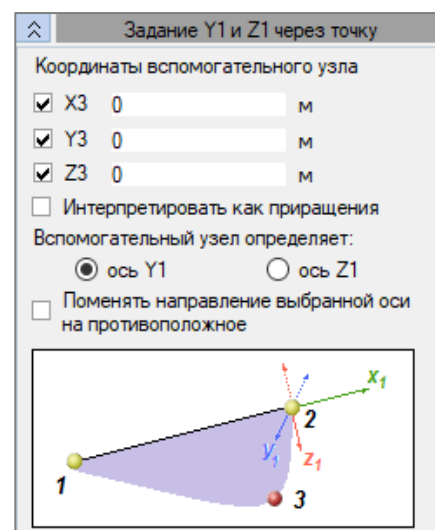 Задание Y1 и Z1 через точку
Координаты вспомогательного узла
X3 0 м
Y3 0 м
Z3 0 м
Интерпретировать как приращения
Вспомогательный узел определяет:
ось Y1 ось Z1
Поменять направление выбранной оси
на противоположное
x1
2
y1 z1
1
3